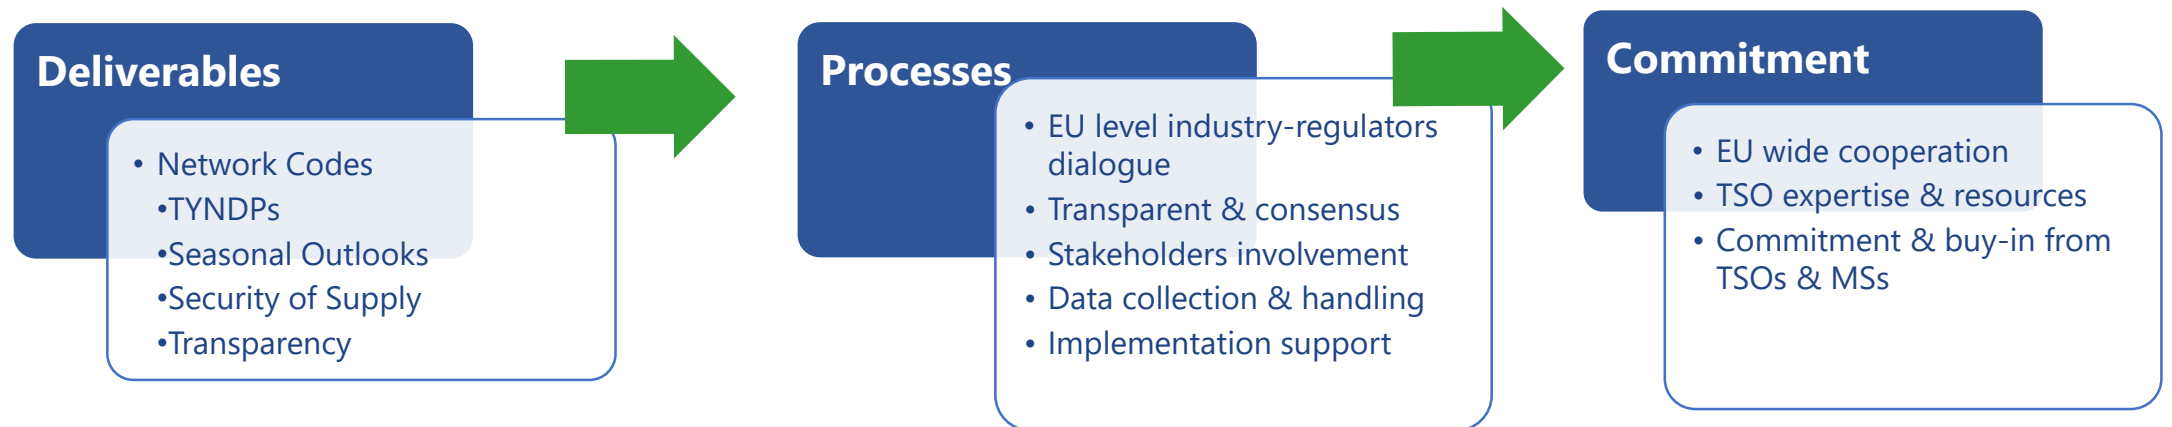 Deliverables
• Network Codes
•TYNDPs
•Seasonal Outlooks
•Security of Supply
•Transparency
Processes
• EU level industry-regulators
dialogue
• Transparent & consensus
• Stakeholders involvement
• Data collection & handling
• Implementation support
Commitment
• EU wide cooperation
• TSO expertise & resources
• Commitment & buy-in from
TSOs & MSs